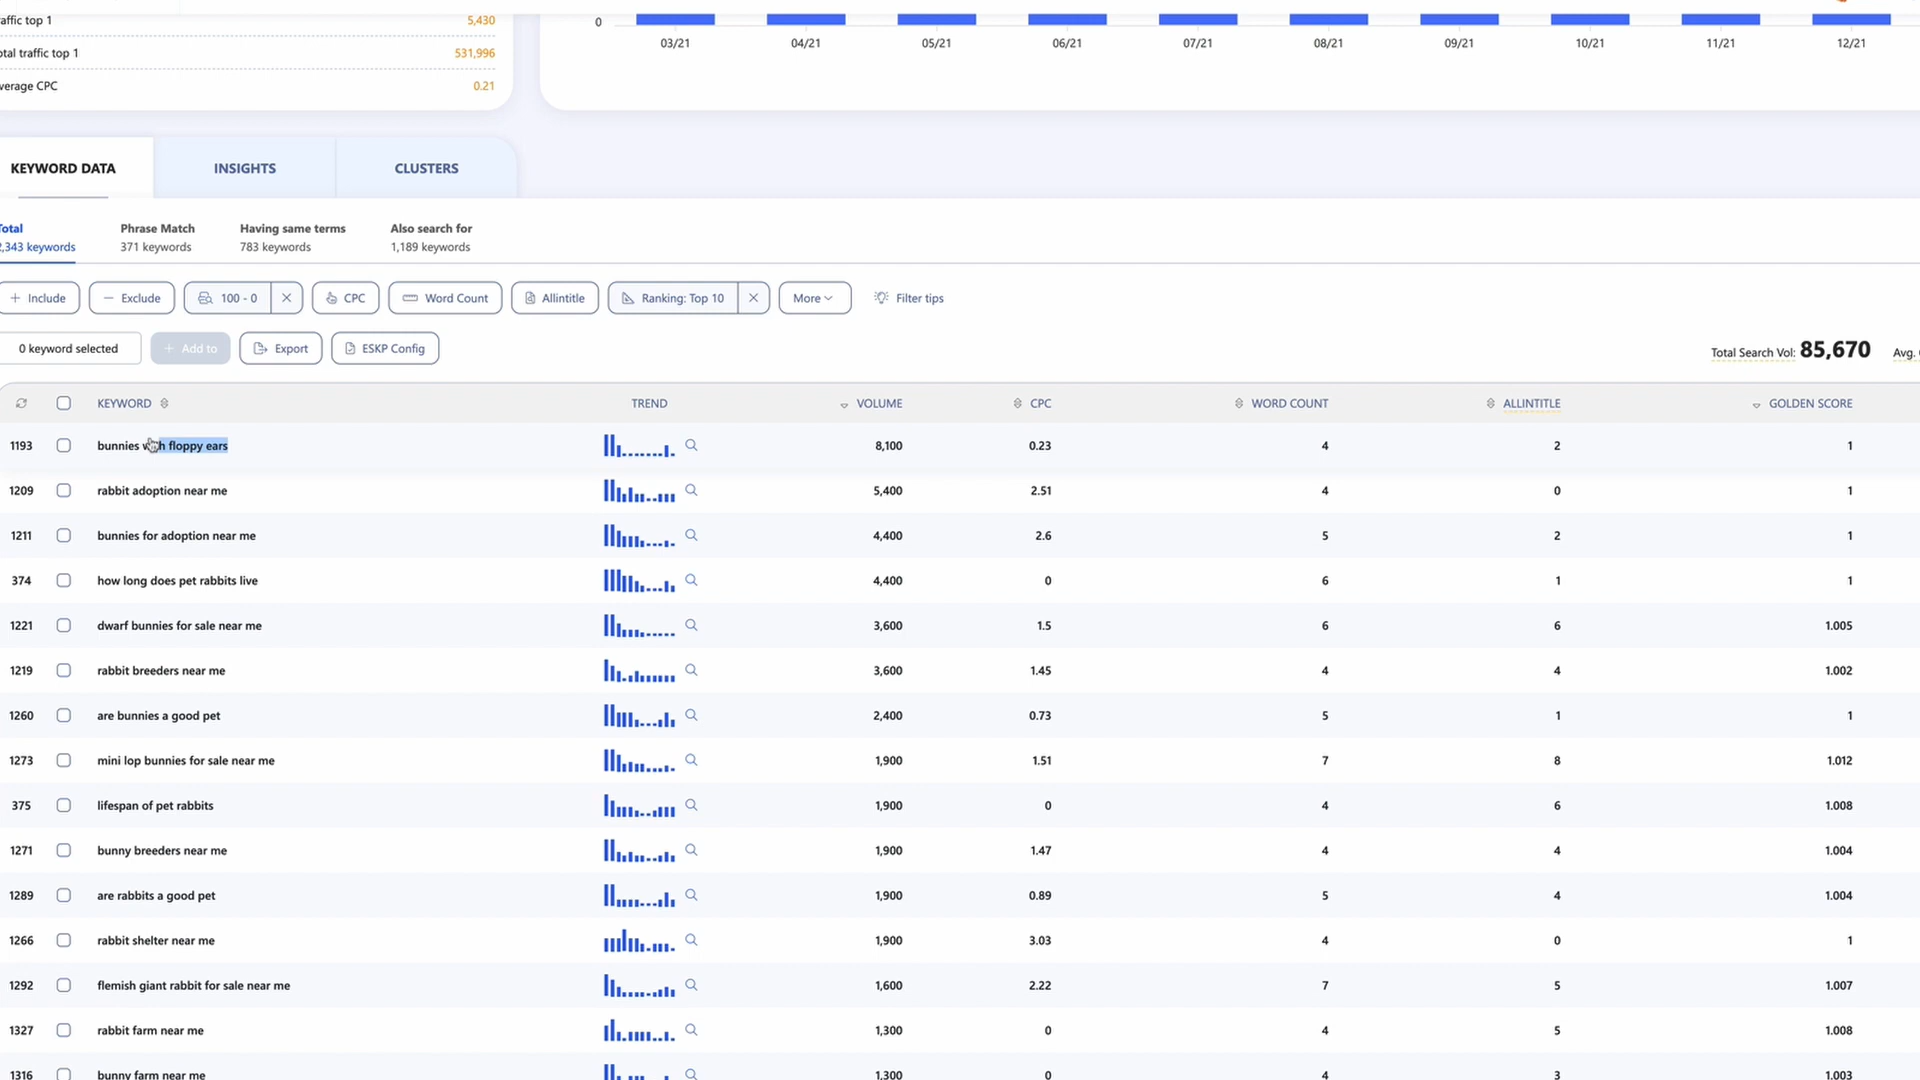 affic top 1 5,430
otal traffic top 1 531,996
verage CPC 0.21
0
03/21 04/21 05/21 06/21 07/21 08/21 09/21 10/21 11/21 12/21
KEYWORD DATA INSIGHTS CLUSTERS
Total Phrase Match Having same terms Also search for
2,343 keywords 371 keywords 783 keywords 1,189 keywords
Include Exclude 100 - 0 CPC Word Count Allintitle Ranking: Top 10 More Filter tips
0 keyword selected + Add to Export ESKP Config Total Search Vol: 85,670 Avg.
KEYWORD TREND VOLUME CPC WORD COUNT ALLINTITLE GOLDEN SCORE
1193 bunnies with floppy ears 8,100 0.23 4 2 1
1209 rabbit adoption near me 5,400 2.51 4 0 1
1211 bunnies for adoption near me 4,400 2.6 5 2 1
374 how long does pet rabbits live 4,400 0 6 1 1
1221 dwarf bunnies for sale near me 3,600 1.5 6 6 1.005
1219 rabbit breeders near me 3,600 1.45 4 4 1.002
1260 are bunnies a good pet 2,400 0.73 5 1 1
1273 mini lop bunnies for sale near me 1,900 1.51 7 8 1.012
375 lifespan of pet rabbits 1,900 0 4 6 1.008
1271 bunny breeders near me 1,900 1.47 4 4 1.004
1289 are rabbits a good pet 1,900 0.89 5 4 1.004
1266 rabbit shelter near me 1,900 3.03 4 0 1
1292 flemish giant rabbit for sale near me 1,600 2.22 7 5 1.007
1327 rabbit farm near me 1,300 0 4 5 1.008
1316 bunny farm near me 1,300 0 4 3 1.003